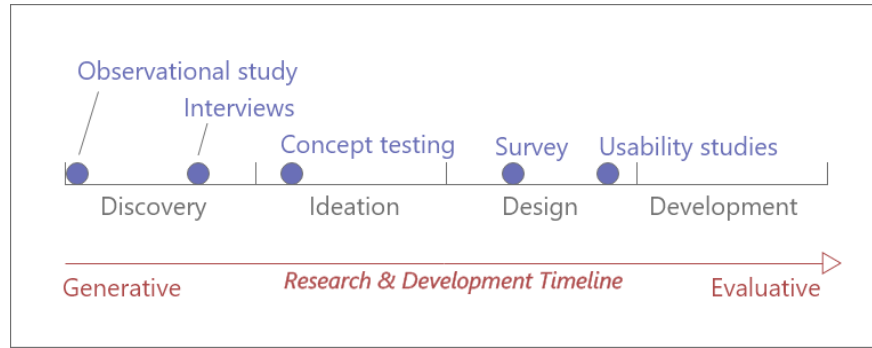 Observational study
Interviews
Concept testing
Survey
Usability studies
Discovery
Ideation
Design
Development
Research & Development Timeline
Generative
Evaluative